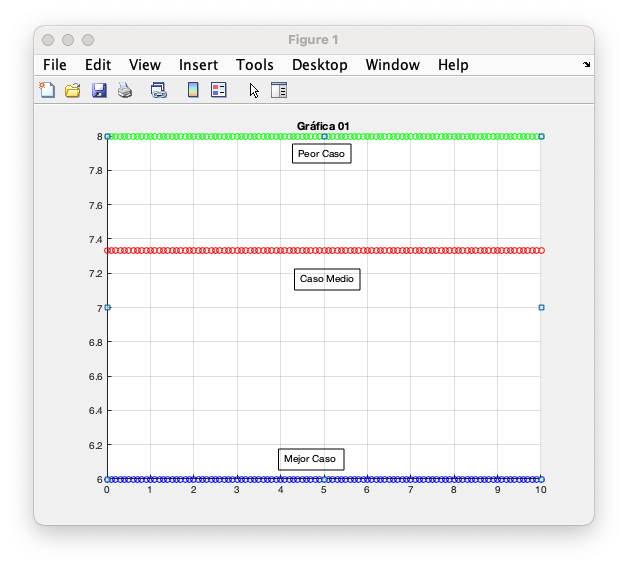 Figure 1
File Edit View Insert Tools Desktop Window Help
Gráfica 01
8
Peor Caso
7.8
7.6
7.4
7.2
Caso Medio
7
6.8
6.6
6.4
6.2
Mejor Caso
6
0 1 2 3 4 5 6 7 8 9 10